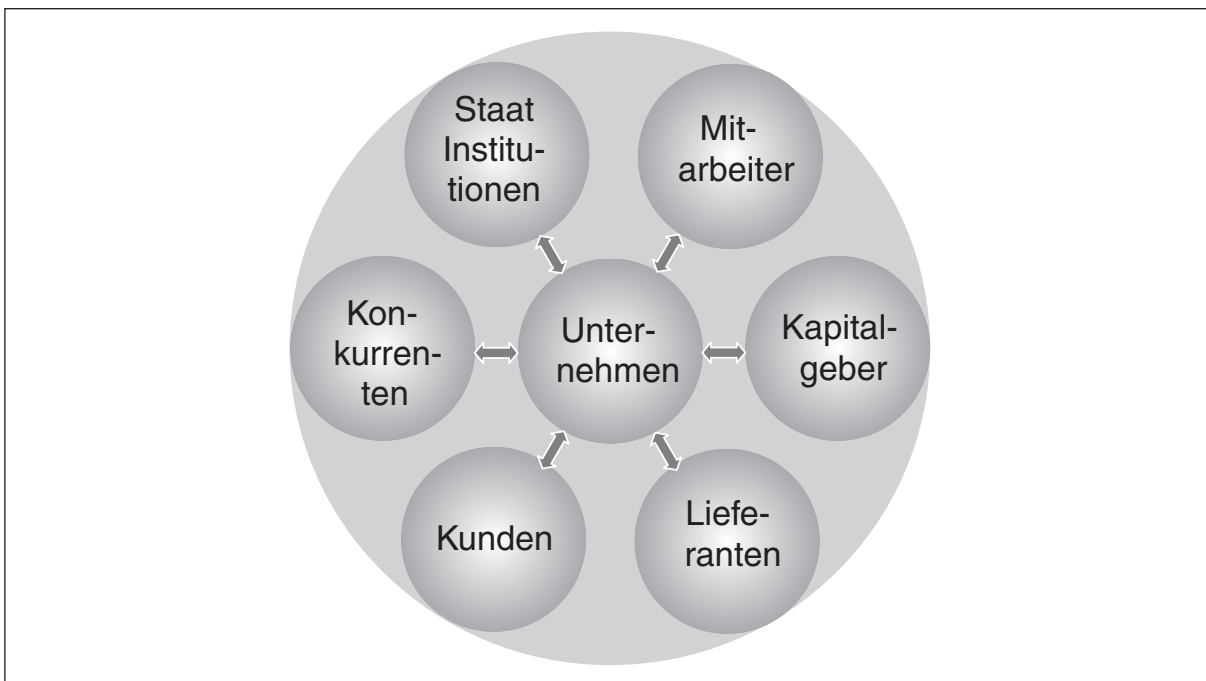 Staat
Institu-
tionen
Mit-
arbeiter
Kon-
kurren-
ten
Unter-
nehmen
Kapital-
geber
Kunden
Liefe-
ranten